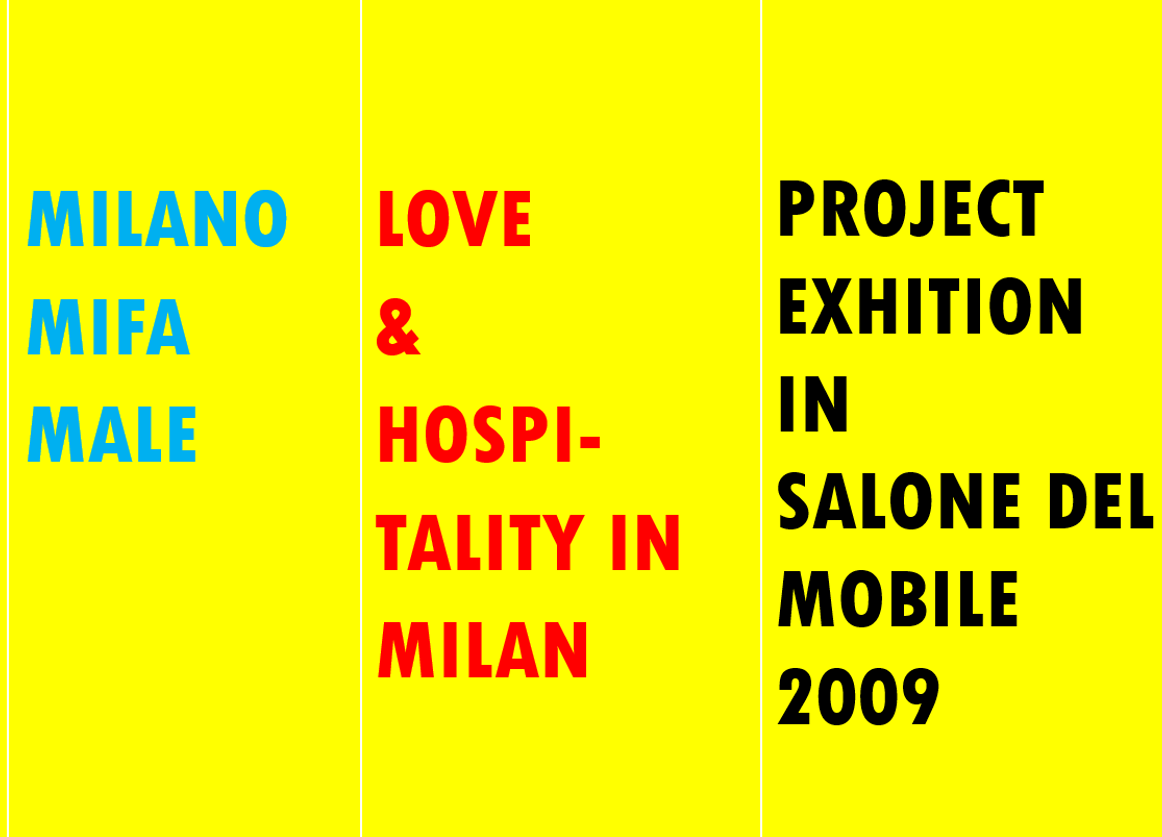 MILANO
MIFA
MALE
LOVE
&
HOSPI-
TALITY IN
MILAN
PROJECT
EXHITION
IN
SALONE DEL
MOBILE
2009